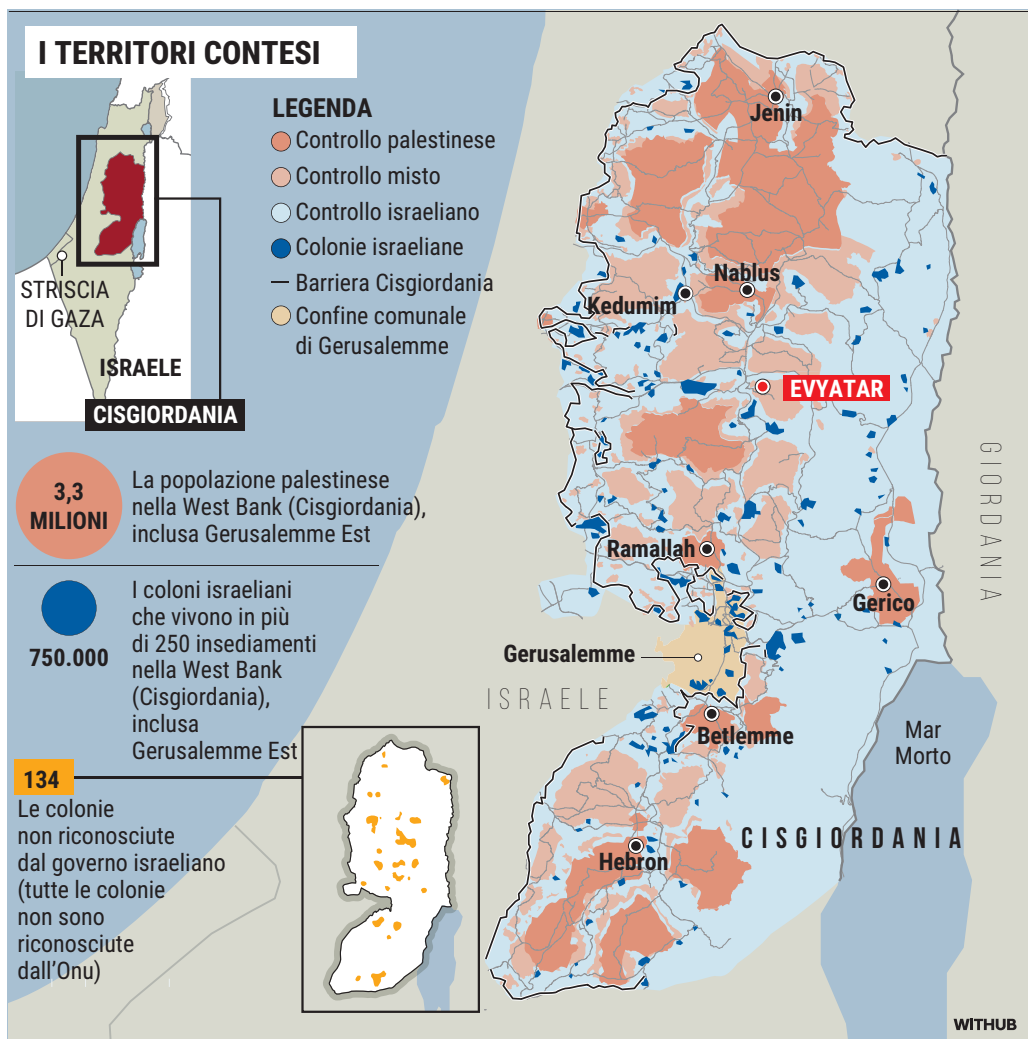 I TERRITORI CONTESI
STRISCIA
DI GAZA
ISRAELE
CISGIORDANIA
LEGENDA
Controllo palestinese
Controllo misto
Controllo israeliano
Colonie israeliane
Barriera Cisgiordania
Confine comunale
di Gerusalemme
3,3
MILIONI
La popolazione palestinese
nella West Bank (Cisgiordania),
inclusa Gerusalemme Est
750.000
I coloni israeliani
che vivono in più
di 250 insediamenti
nella West Bank
(Cisgiordania),
inclusa
Gerusalemme Est
134
Le colonie
non riconosciute
dal governo israeliano
(tutte le colonie
non sono
riconosciute
dall'Onu)
Jenin
Nablus
Kedumim
EVYATAR
Ramallah
Gerico
Gerusalemme
ISRAELE
Betlemme
Hebron
CISGIORDANIA
GIORDANIA
Mar
Morto
WITHUB